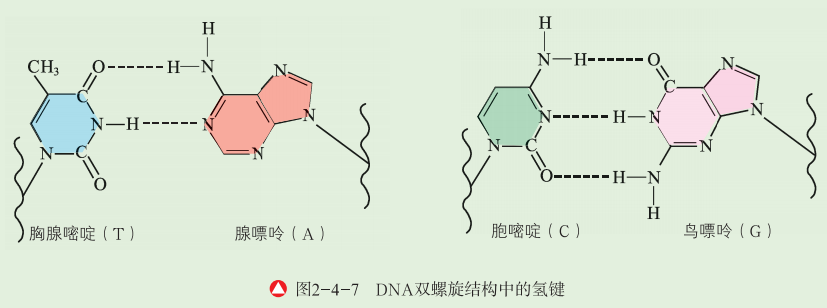 H
CH₃ O H N N
C
N H N N
N C N
O
胸腺嘧啶（T） 腺嘌呤（A）
H
N H O N
C
N H N N
N C N
O H N
H
胞嘧啶（C） 鸟嘌呤（G）
图2-4-7 DNA双螺旋结构中的氢键